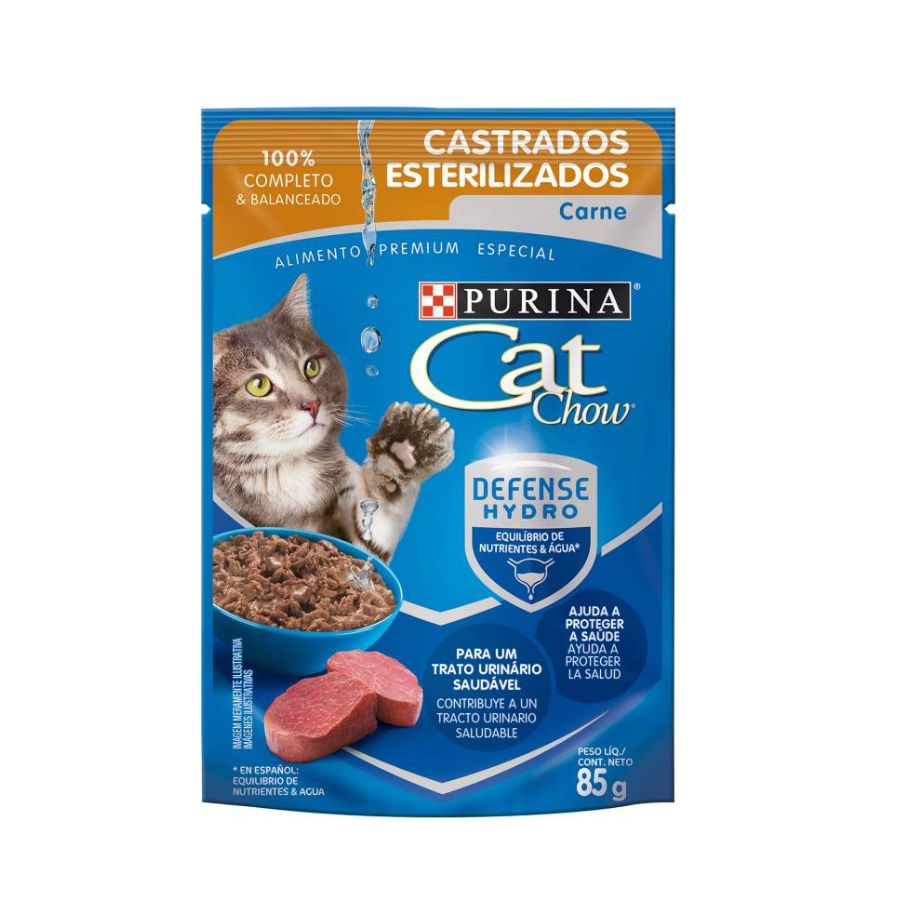 100%
COMPLETO
& BALANCEADO
CASTRADOS
ESTERILIZADOS
Carne
ALIMENTO PREMIUM ESPECIAL
PURINA®
Cat
Chow®
DEFENSE
HYDRO
EQUILÍBRIO DE
NUTRIENTES & ÁGUA*
AJUDA A
PROTEGER
A SAÚDE
AYUDA A
PROTEGER
LA SALUD
PARA UM
TRATO URINÁRIO
SAUDÁVEL
CONTRIBUYE A UN
TRACTO URINARIO
SALUDABLE
IMAGEM MERAMENTE ILUSTRATIVA
IMÁGENES ILUSTRATIVAS
* EN ESPAÑOL:
EQUILIBRIO DE
NUTRIENTES & AGUA
PESO LÍQ./
CONT. NETO
85 g